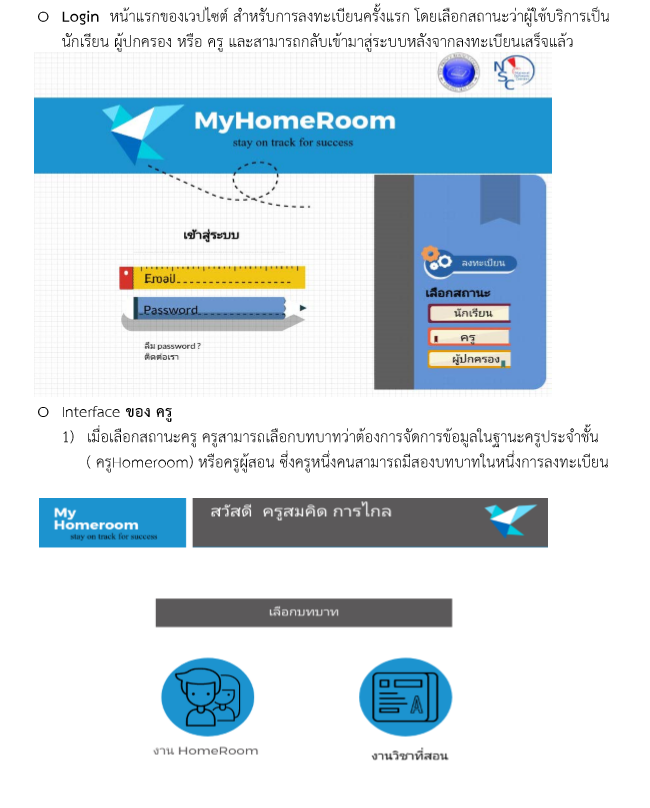 O Login หน้าแรกของเวปไซต์ สำหรับการลงทะเบียนครั้งแรก โดยเลือกสถานะว่าผู้ใช้บริการเป็น
นักเรียน ผู้ปกครอง หรือ ครู และสามารถกลับเข้ามาสู่ระบบหลังจากลงทะเบียนเสร็จแล้ว
NSC
MyHomeRoom
stay on track for success
เข้าสู่ระบบ
Email
Password
ลืม password ?
ติดต่อเรา
ลงทะเบียน
เลือกสถานะ
นักเรียน
ครู
ผู้ปกครอง
O Interface ของ ครู
1) เมื่อเลือกสถานะครู ครูสามารถเลือกบทบาทว่าต้องการจัดการข้อมูลในฐานะครูประจำชั้น
( ครูHomeroom) หรือครูผู้สอน ซึ่งครูหนึ่งคนสามารถมีสองบทบาทในหนึ่งการลงทะเบียน
My
Homeroom
stay on track for success
สวัสดี ครูสมคิด การไกล
เลือกบทบาท
งาน HomeRoom
งานวิชาที่สอน